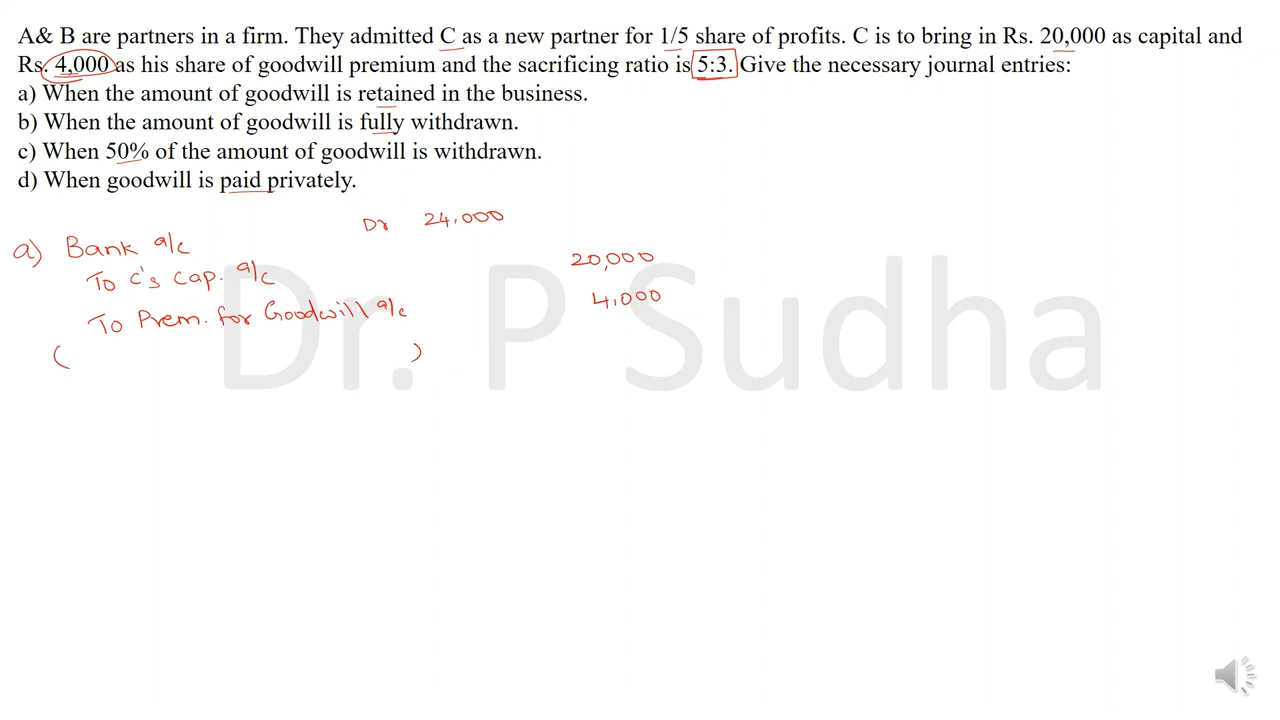 A& B are partners in a firm. They admitted C as a new partner for 1/5 share of profits. C is to bring in Rs. 20,000 as capital and
Rs. 4,000 as his share of goodwill premium and the sacrificing ratio is 5:3. Give the necessary journal entries:
a) When the amount of goodwill is retained in the business.
b) When the amount of goodwill is fully withdrawn.
c) When 50% of the amount of goodwill is withdrawn.
d) When goodwill is paid privately.
a) Bank a/c Dr 24,000
To C's Cap. a/c 20,000
To Prem. for Goodwill a/c 4,000
( )
Dr. P Sudha